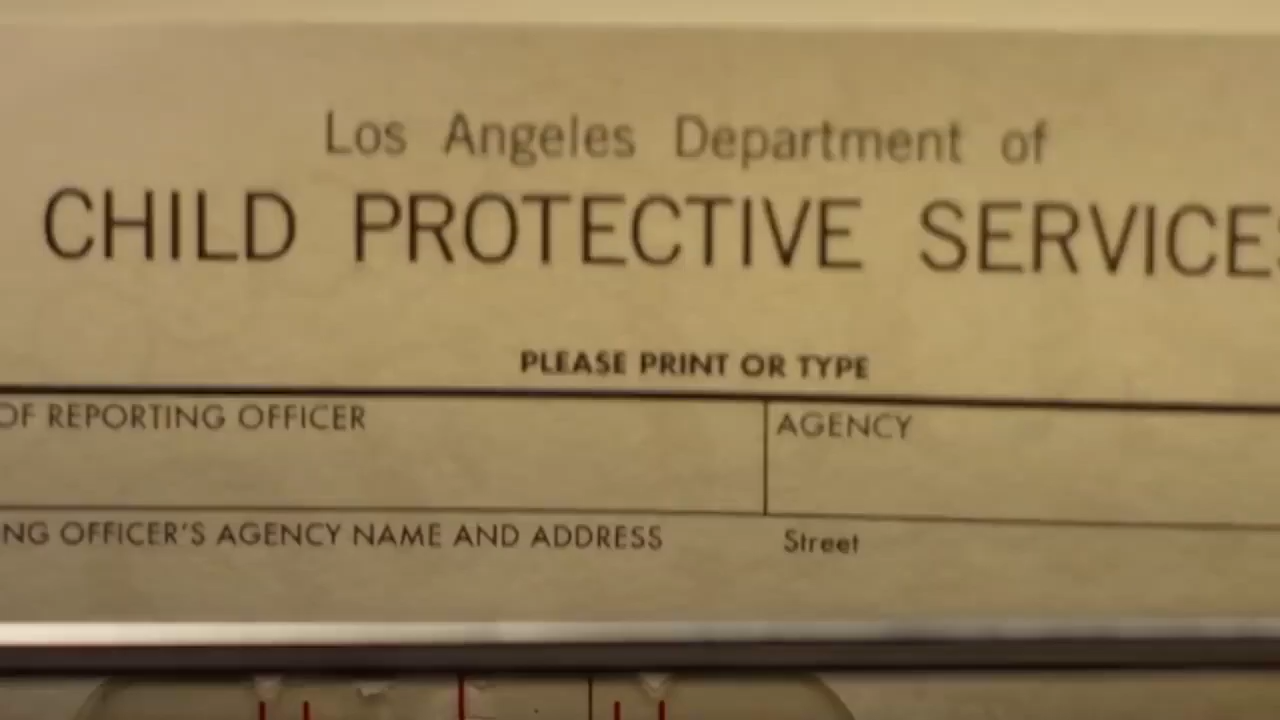 Los Angeles Department of
CHILD PROTECTIVE SERVICES
PLEASE PRINT OR TYPE
OF REPORTING OFFICER
AGENCY
NG OFFICER'S AGENCY NAME AND ADDRESS
Street